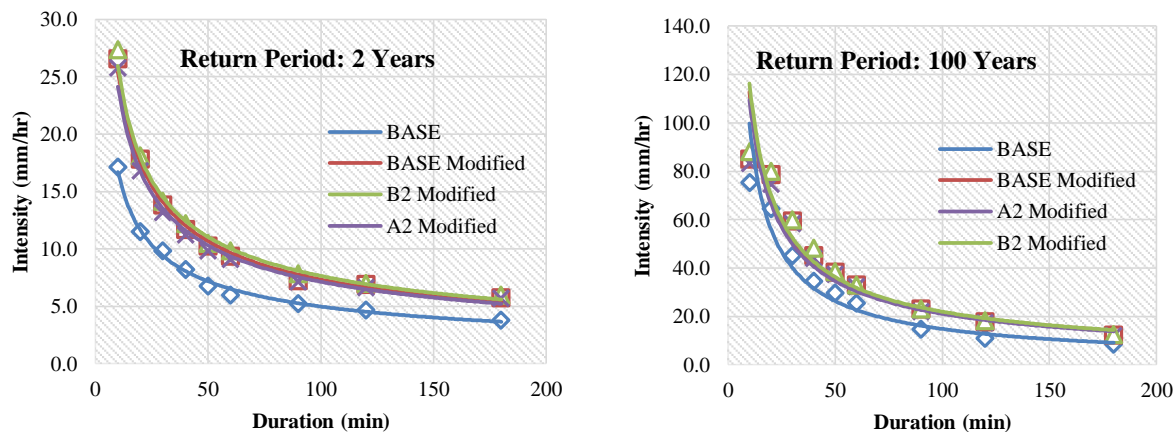 Return Period: 2 Years
Intensity (mm/hr)
30.0
25.0
20.0
15.0
10.0
5.0
0.0
BASE
BASE Modified
B2 Modified
A2 Modified
0 50 100 150 200
Duration (min)
Return Period: 100 Years
Intensity (mm/hr)
140.0
120.0
100.0
80.0
60.0
40.0
20.0
0.0
BASE
BASE Modified
A2 Modified
B2 Modified
0 50 100 150 200
Duration (min)